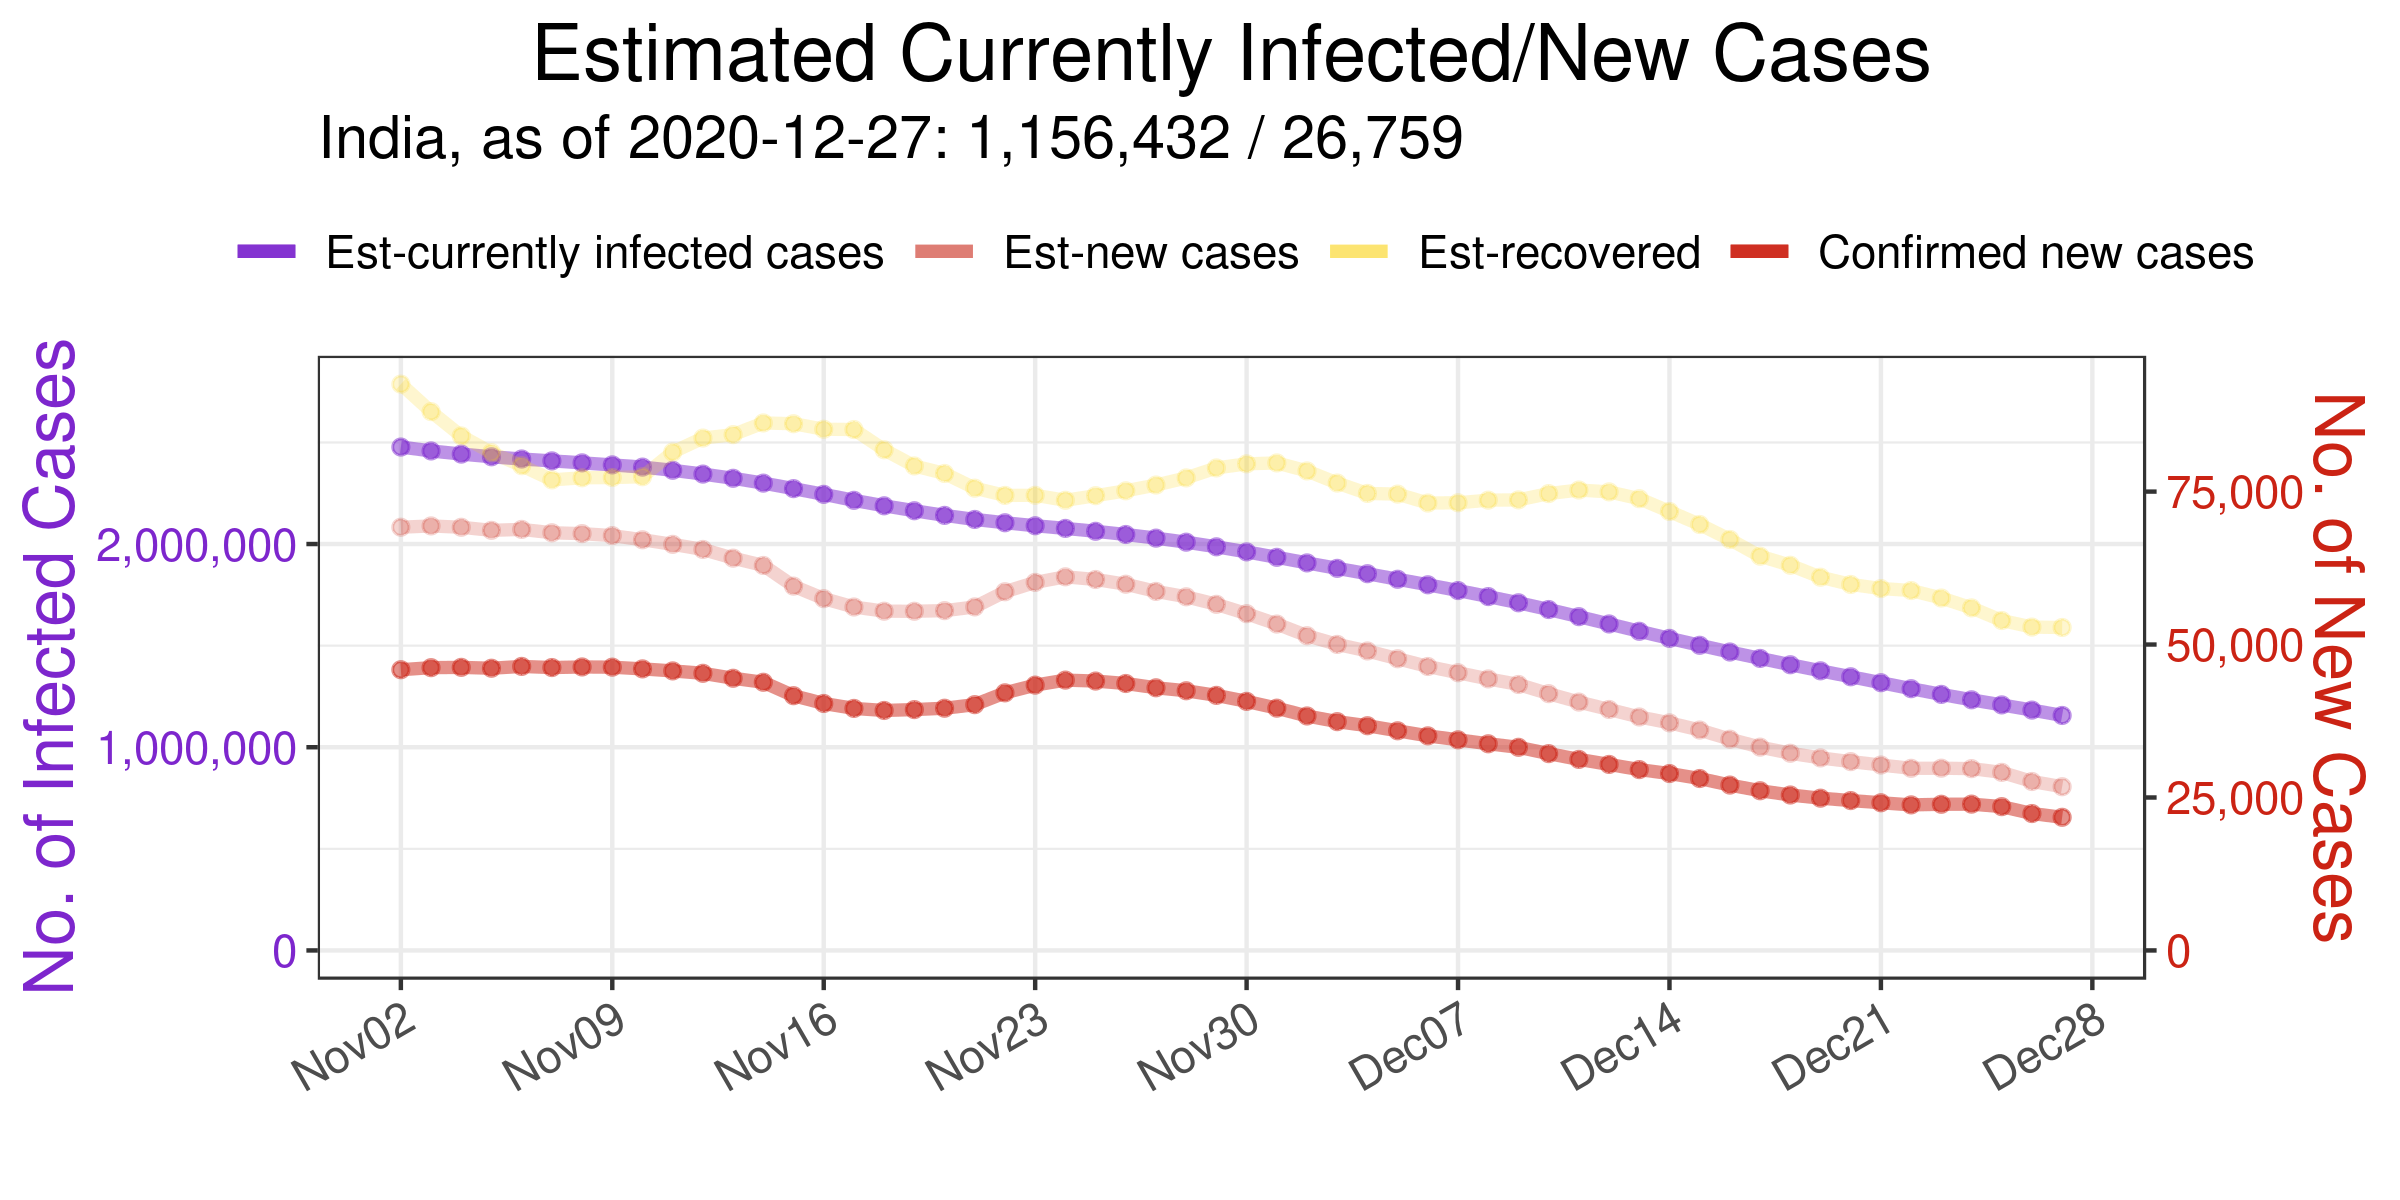 Estimated Currently Infected/New Cases
India, as of 2020-12-27: 1,156,432 / 26,759
Est-currently infected cases Est-new cases Est-recovered Confirmed new cases
No. of Infected Cases
2,000,000
1,000,000
0
75,000
50,000
25,000
0
No. of New Cases
Nov02 Nov09 Nov16 Nov23 Nov30 Dec07 Dec14 Dec21 Dec28